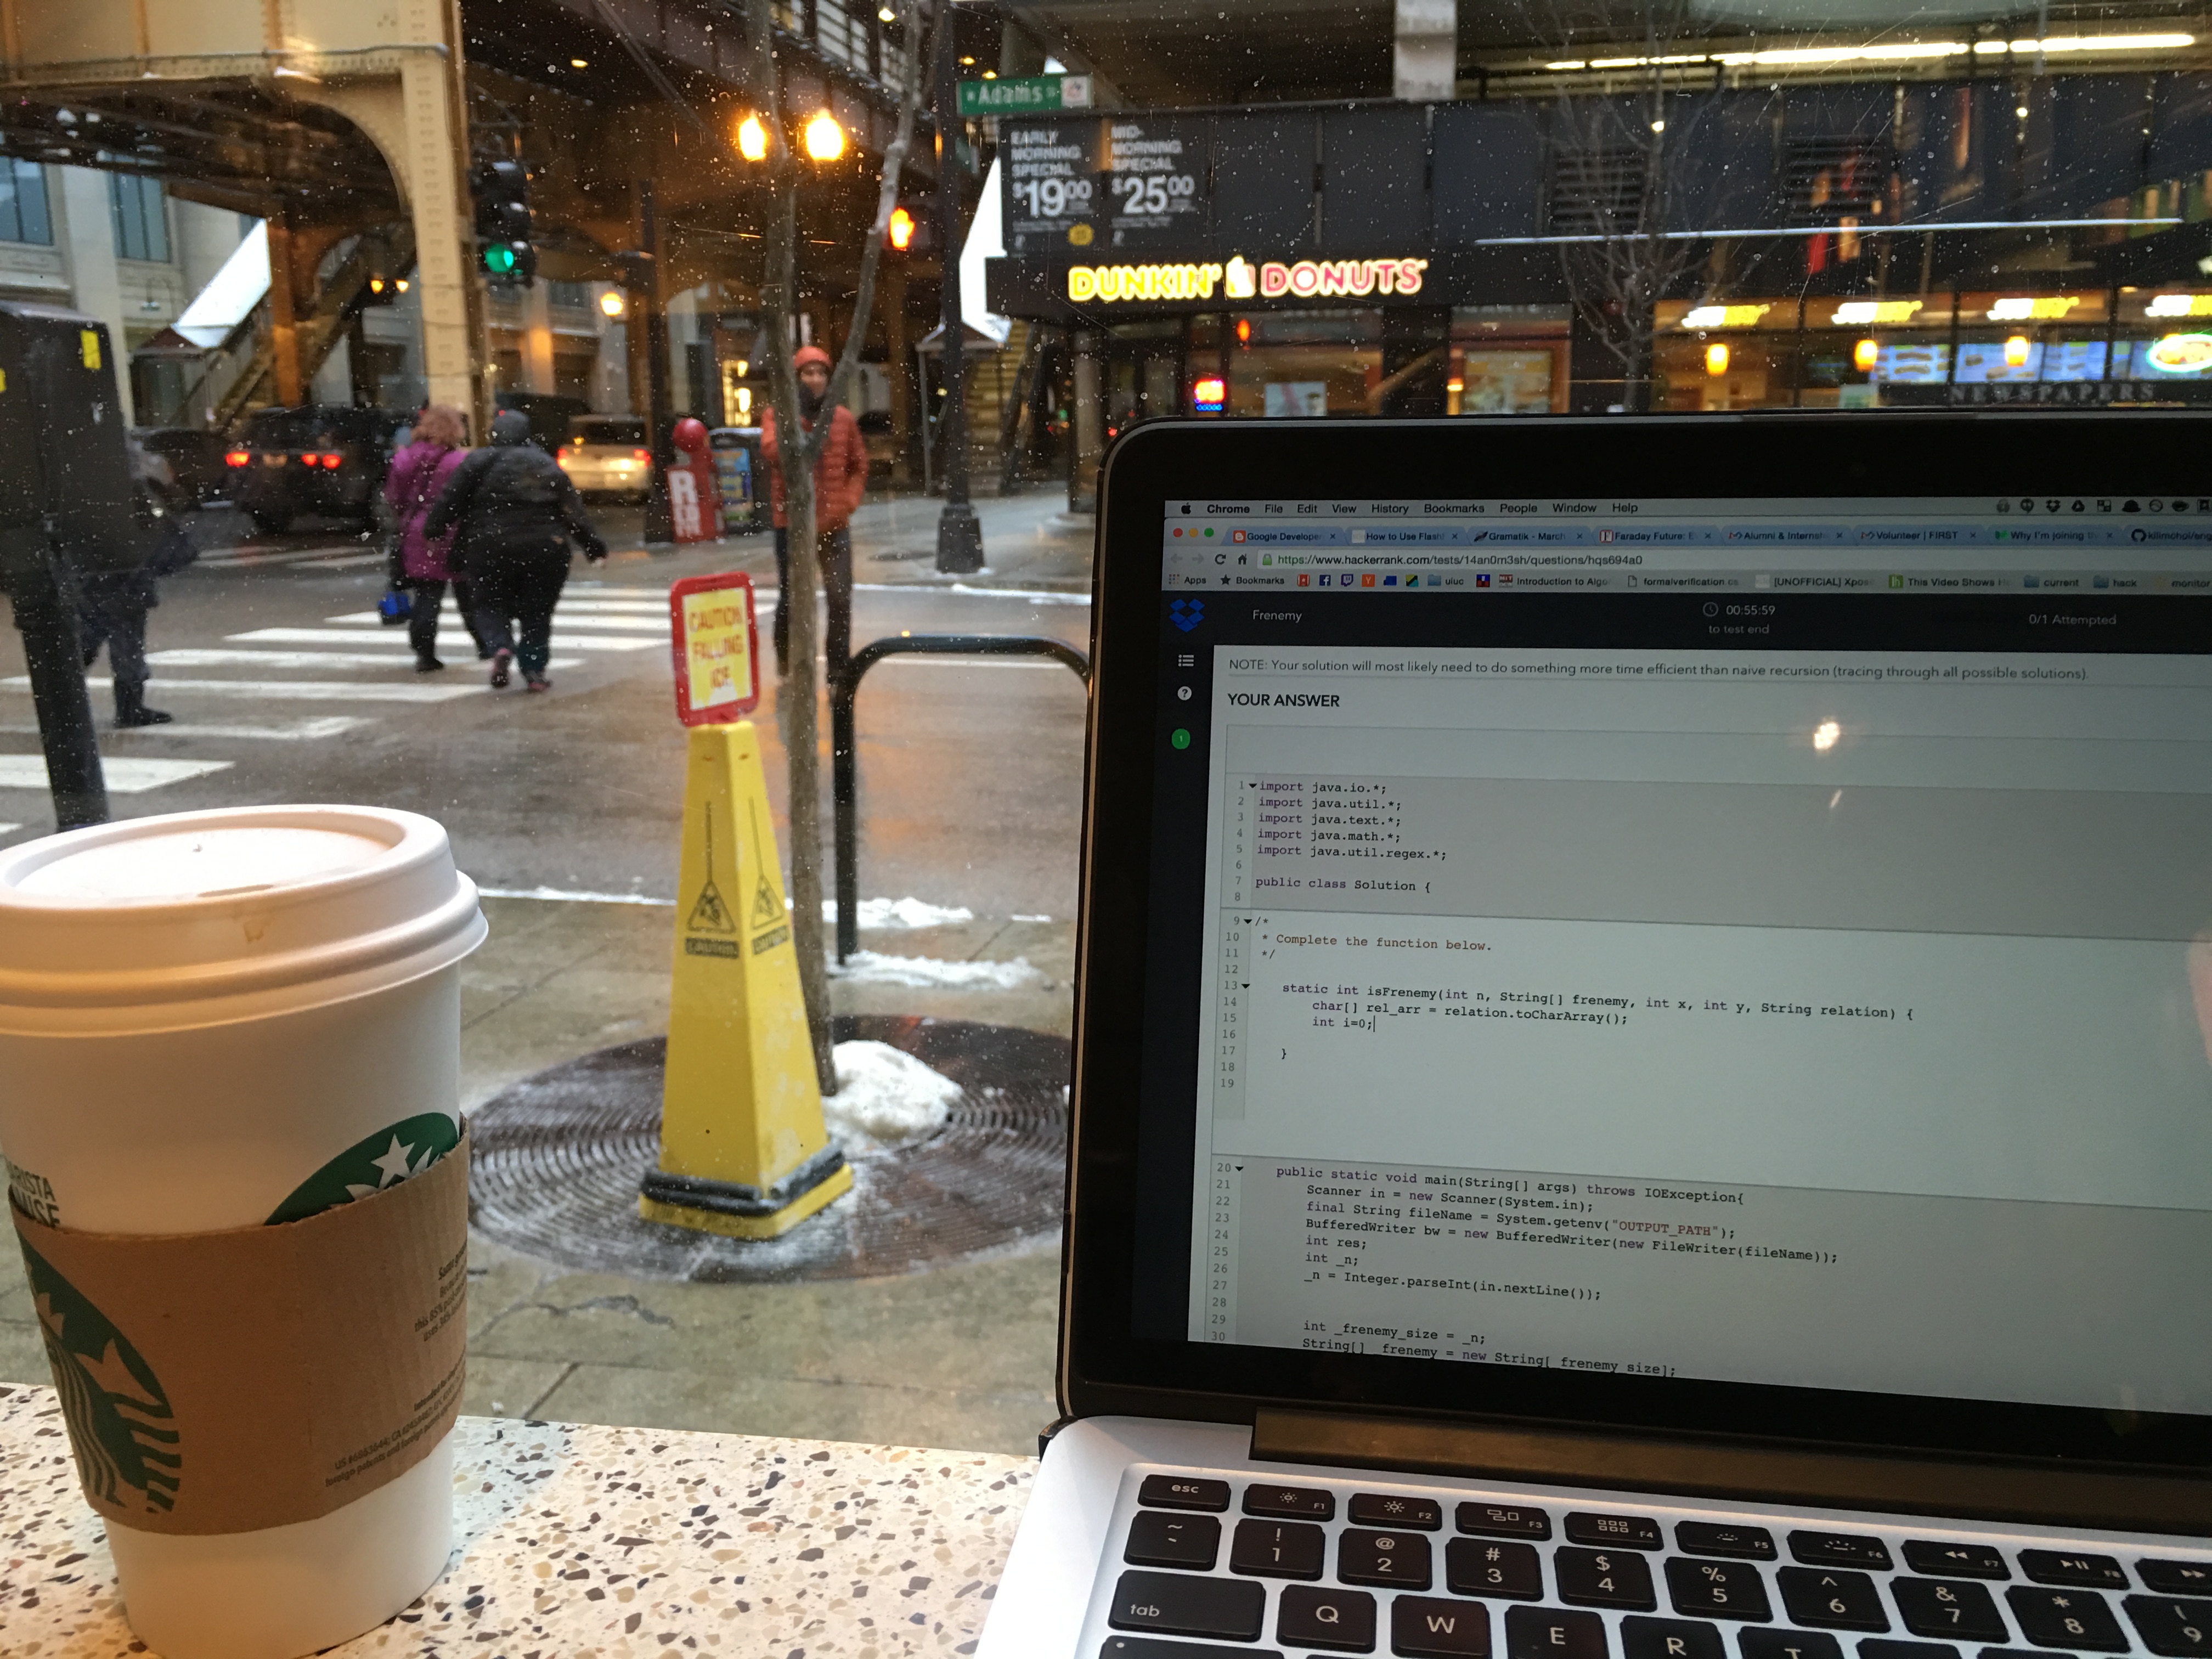 Adams
EARLY
MORNING
SPECIAL
$1900
MID-
MORNING
SPECIAL
$2500
DUNKIN' DONUTS
NEWSPAPERS
R
CAUTION
FALLING
ICE
CAUTION
Chrome File Edit View History Bookmarks People Window Help
Google Developer
How to Use Flash
Gramatik - March
Faraday Future: E
Alumni & Interns
Volunteer | FIRST
Why I'm joining th
https://www.hackerrank.com/tests/14an0m3sh/questions/hqs694a0
Apps Bookmarks uiuc Introduction to Algo formalverification [UNOFFICIAL] Xpos This Video Shows current hack monitor
Frenemy
00:55:59
to test end
0/1 Attempted
NOTE: Your solution will most likely need to do something more time efficient than naive recursion (tracing through all possible solutions).
YOUR ANSWER
1 import java.io.*;
2 import java.util.*;
3 import java.text.*;
4 import java.math.*;
5 import java.util.regex.*;
6
7 public class Solution {
8
9 /*
10 * Complete the function below.
11 */
12
13 static int isFrenemy(int n, String[] frenemy, int x, int y, String relation) {
14 char[] rel_arr = relation.toCharArray();
15 int i=0;
16
17 }
18
19
20 public static void main(String[] args) throws IOException{
21 Scanner in = new Scanner(System.in);
22 final String fileName = System.getenv("OUTPUT_PATH");
23 BufferedWriter bw = new BufferedWriter(new FileWriter(fileName));
24 int res;
25 int _n;
26 _n = Integer.parseInt(in.nextLine());
27
28
29 int _frenemy_size = _n;
30 String[] _frenemy = new String[_frenemy_size];
esc F1 F2 F3 F4 F5 F6 F7 F8
~ ! 1 @ 2 # 3 $ 4 % 5 ^ 6 & 7 * 8 ( 9
tab Q W E R T